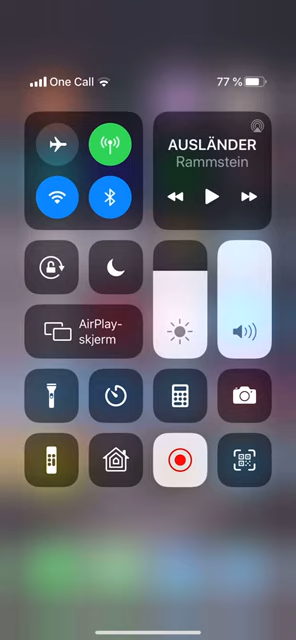 One Call
77 %
AUSLÄNDER
Rammstein
AirPlay-
skjerm